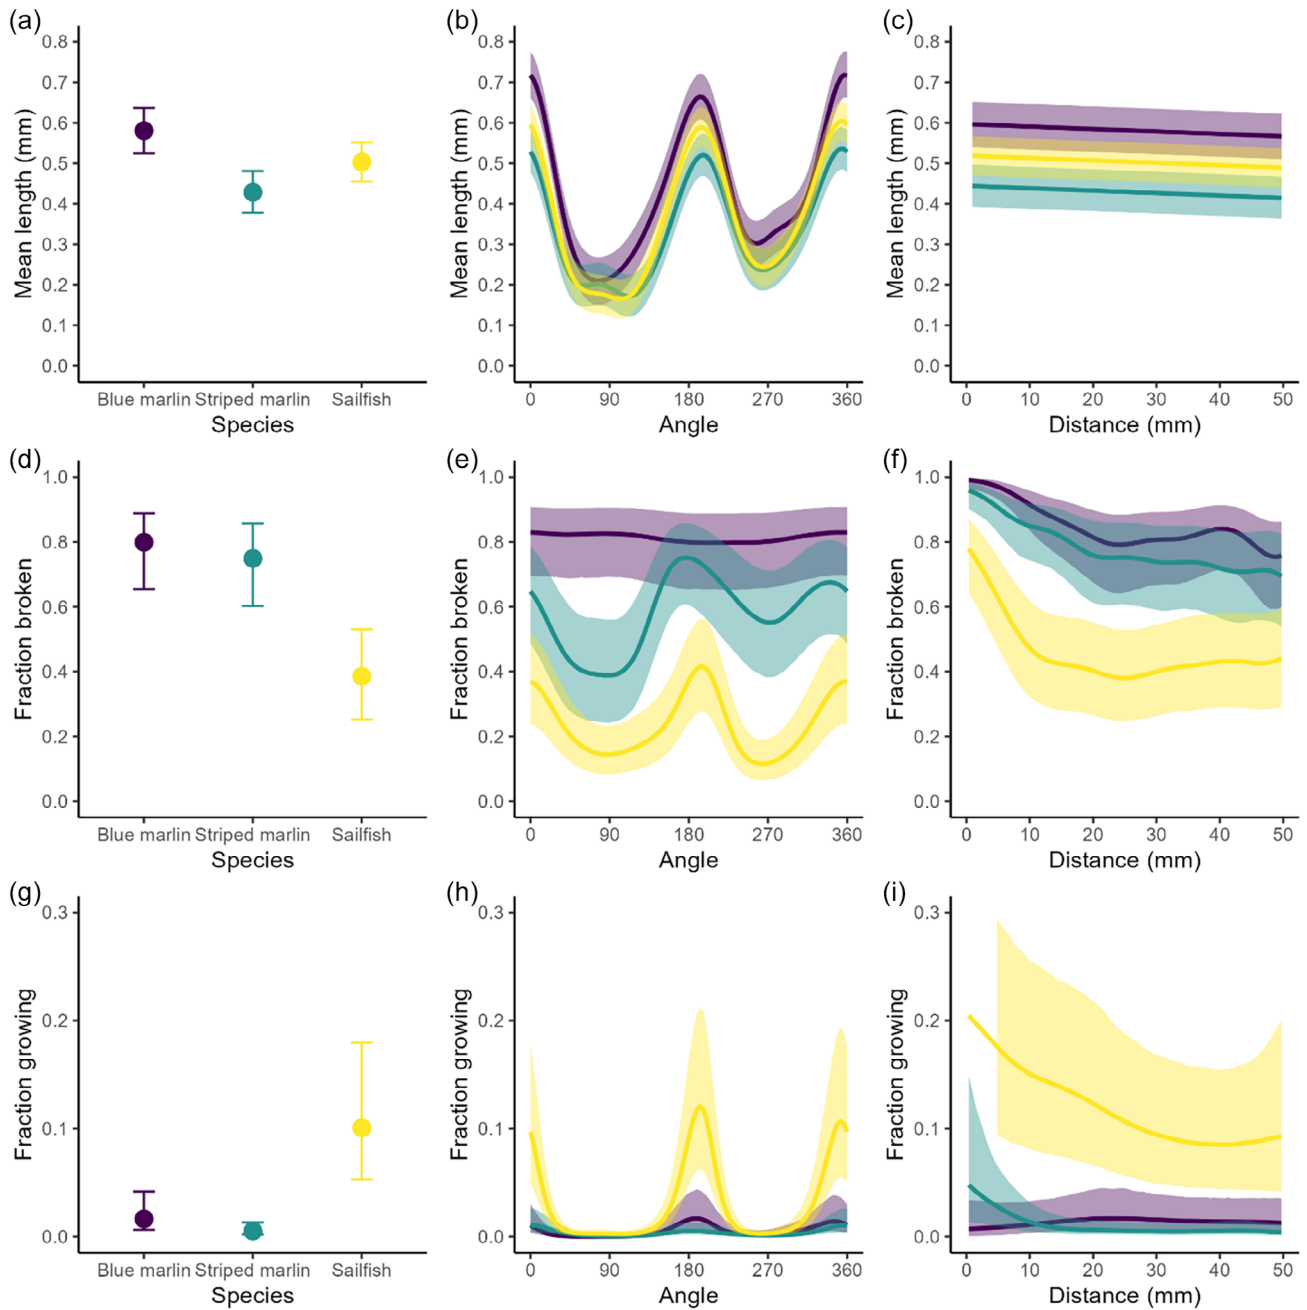 (a)
0.8
0.7
0.6
0.5
0.4
0.3
0.2
0.1
0.0
Mean length (mm)
Blue marlin Striped marlin Sailfish
Species
(b)
0.8
0.7
0.6
0.5
0.4
0.3
0.2
0.1
0.0
Mean length (mm)
0 90 180 270 360
Angle
(c)
0.8
0.7
0.6
0.5
0.4
0.3
0.2
0.1
0.0
Mean length (mm)
0 10 20 30 40 50
Distance (mm)
(d)
1.0
0.8
0.6
0.4
0.2
0.0
Fraction broken
Blue marlin Striped marlin Sailfish
Species
(e)
1.0
0.8
0.6
0.4
0.2
0.0
Fraction broken
0 90 180 270 360
Angle
(f)
1.0
0.8
0.6
0.4
0.2
0.0
Fraction broken
0 10 20 30 40 50
Distance (mm)
(g)
0.3
0.2
0.1
0.0
Fraction growing
Blue marlin Striped marlin Sailfish
Species
(h)
0.3
0.2
0.1
0.0
Fraction growing
0 90 180 270 360
Angle
(i)
0.3
0.2
0.1
0.0
Fraction growing
0 10 20 30 40 50
Distance (mm)